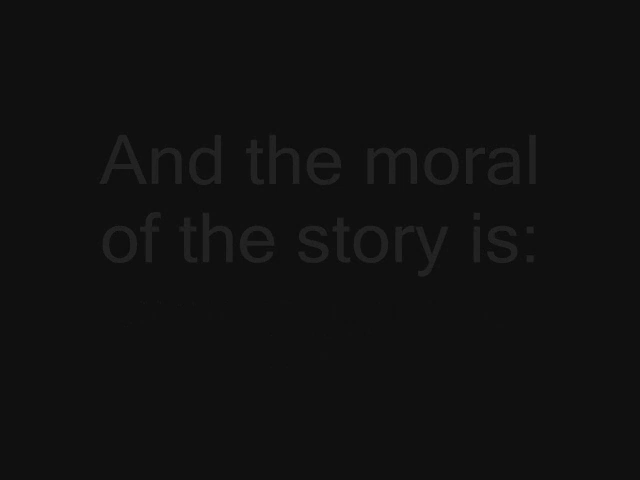 And the moral
of the story is: